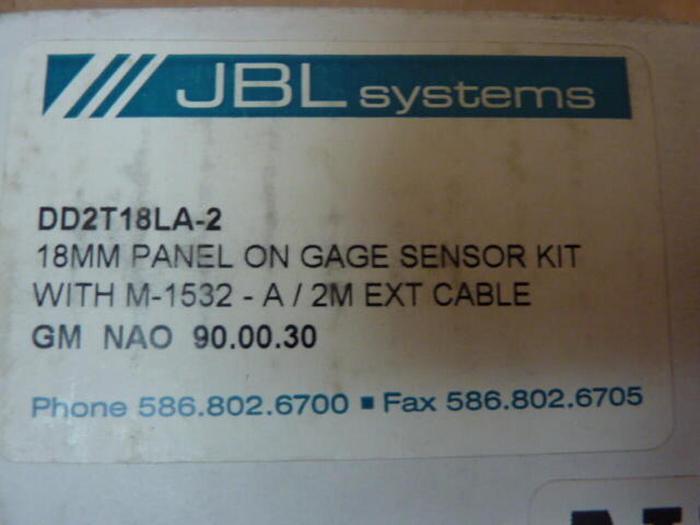 JBL systems
DD2T18LA-2
18MM PANEL ON GAGE SENSOR KIT
WITH M-1532 - A / 2M EXT CABLE
GM NAO 90.00.30
Phone 586.802.6700 ■ Fax 586.802.6705